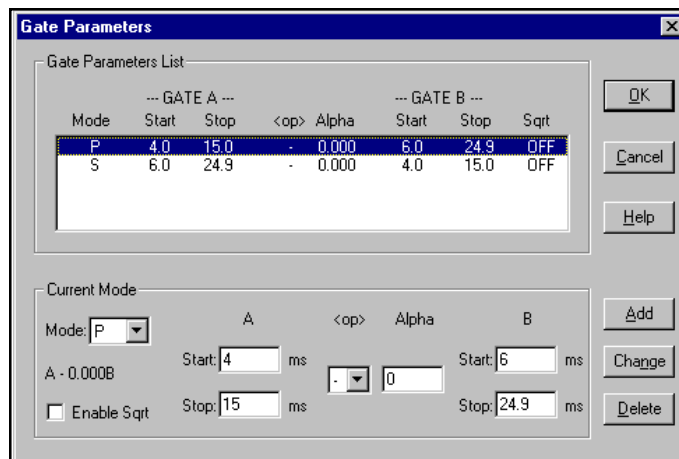 Gate Parameters
Gate Parameters List
--- GATE A --- --- GATE B ---
Mode Start Stop <op> Alpha Start Stop Sqrt
P 4.0 15.0 - 0.000 6.0 24.9 OFF
S 6.0 24.9 - 0.000 4.0 15.0 OFF
OK
Cancel
Help
Current Mode
A <op> Alpha B
Mode: P
Start: 4 ms - 0 Start: 6 ms
A - 0.000B
Enable Sqrt Stop: 15 ms Stop: 24.9 ms
Add
Change
Delete